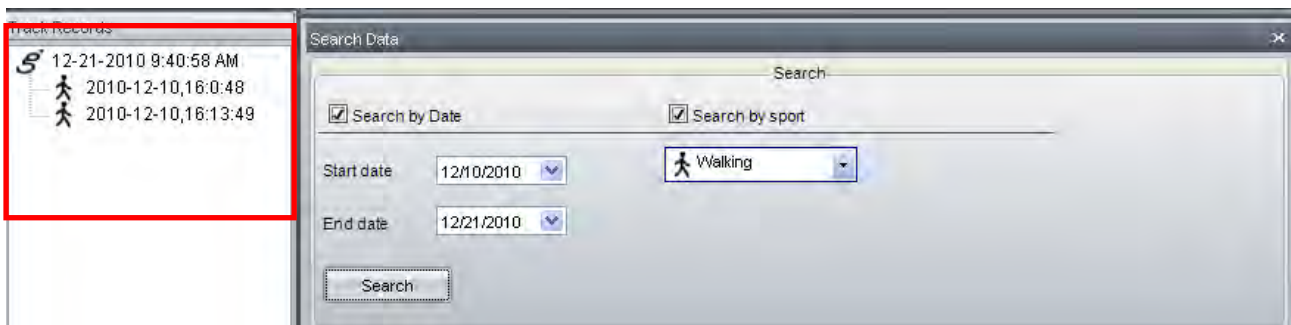 Track Records
12-21-2010 9:40:58 AM
2010-12-10,16:0:48
2010-12-10,16:13:49
Search Data
Search
Search by Date
Search by sport
Start date
12/10/2010
Walking
End date
12/21/2010
Search